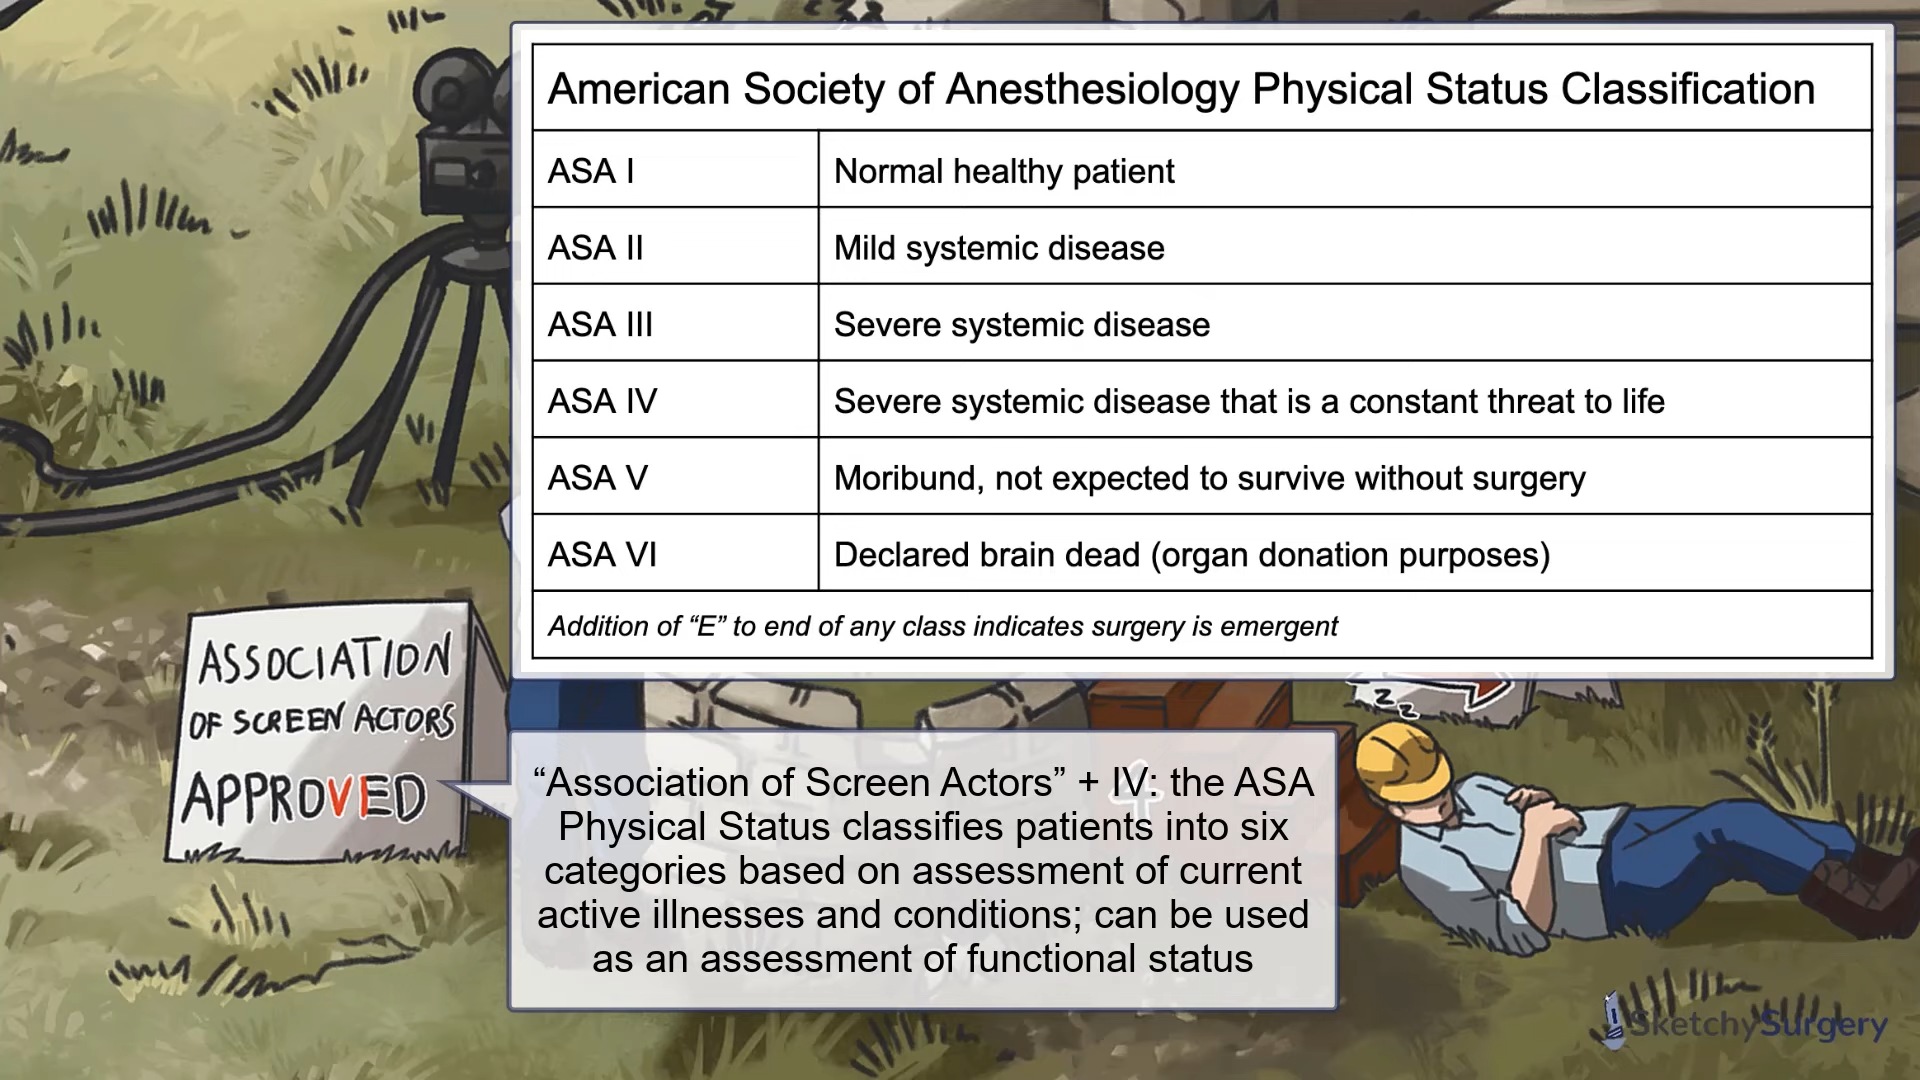 American Society of Anesthesiology Physical Status Classification
ASA I Normal healthy patient
ASA II Mild systemic disease
ASA III Severe systemic disease
ASA IV Severe systemic disease that is a constant threat to life
ASA V Moribund, not expected to survive without surgery
ASA VI Declared brain dead (organ donation purposes)
Addition of “E” to end of any class indicates surgery is emergent
ASSOCIATION
OF SCREEN ACTORS
APPROVED
“Association of Screen Actors” + IV: the ASA
Physical Status classifies patients into six
categories based on assessment of current
active illnesses and conditions; can be used
as an assessment of functional status
z z z
SketchySurgery